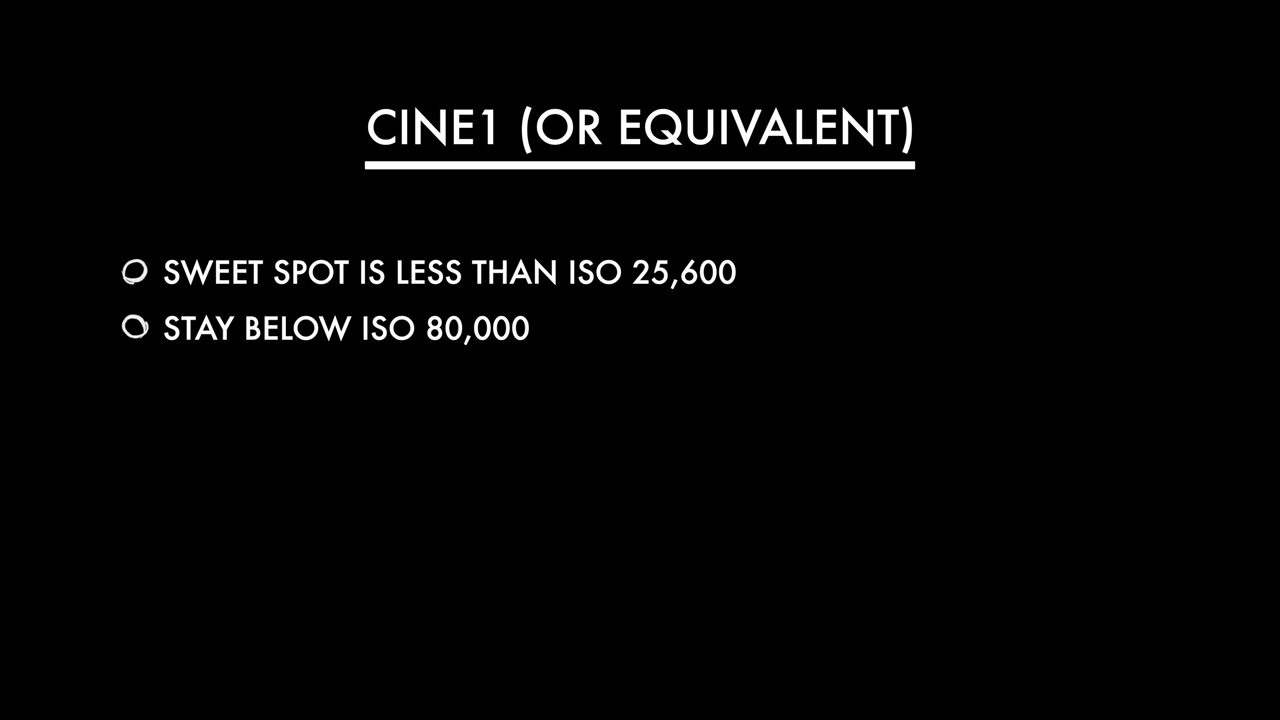 CINE1 (OR EQUIVALENT)
SWEET SPOT IS LESS THAN ISO 25,600
STAY BELOW ISO 80,000